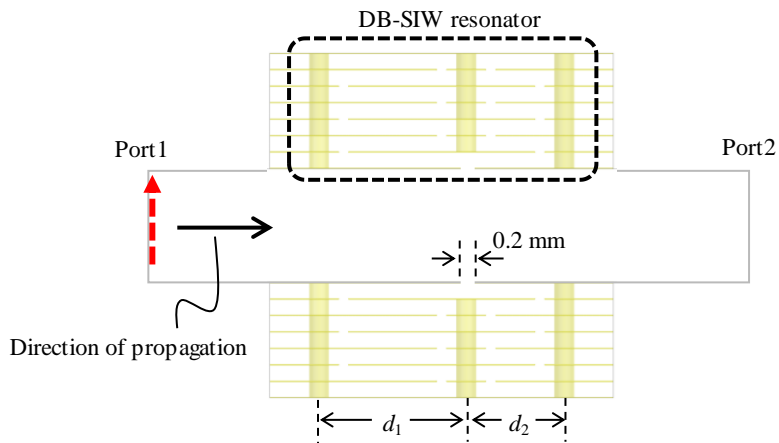 DB-SIW resonator
Port1
Port2
0.2 mm
Direction of propagation
d1
d2